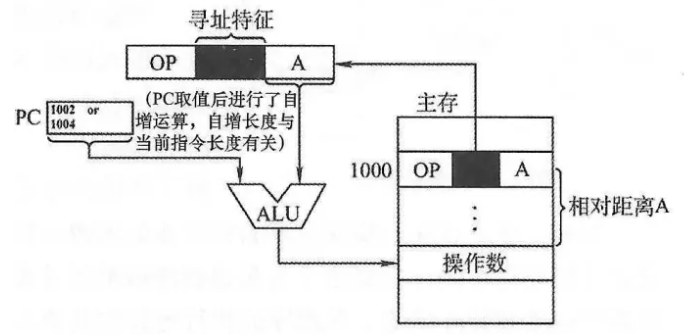 寻址特征
OP A
（PC取值后进行了自
增运算，自增长度与
当前指令长度有关）
PC 1002 or
1004
主存
1000 OP A
ALU
相对距离A
操作数